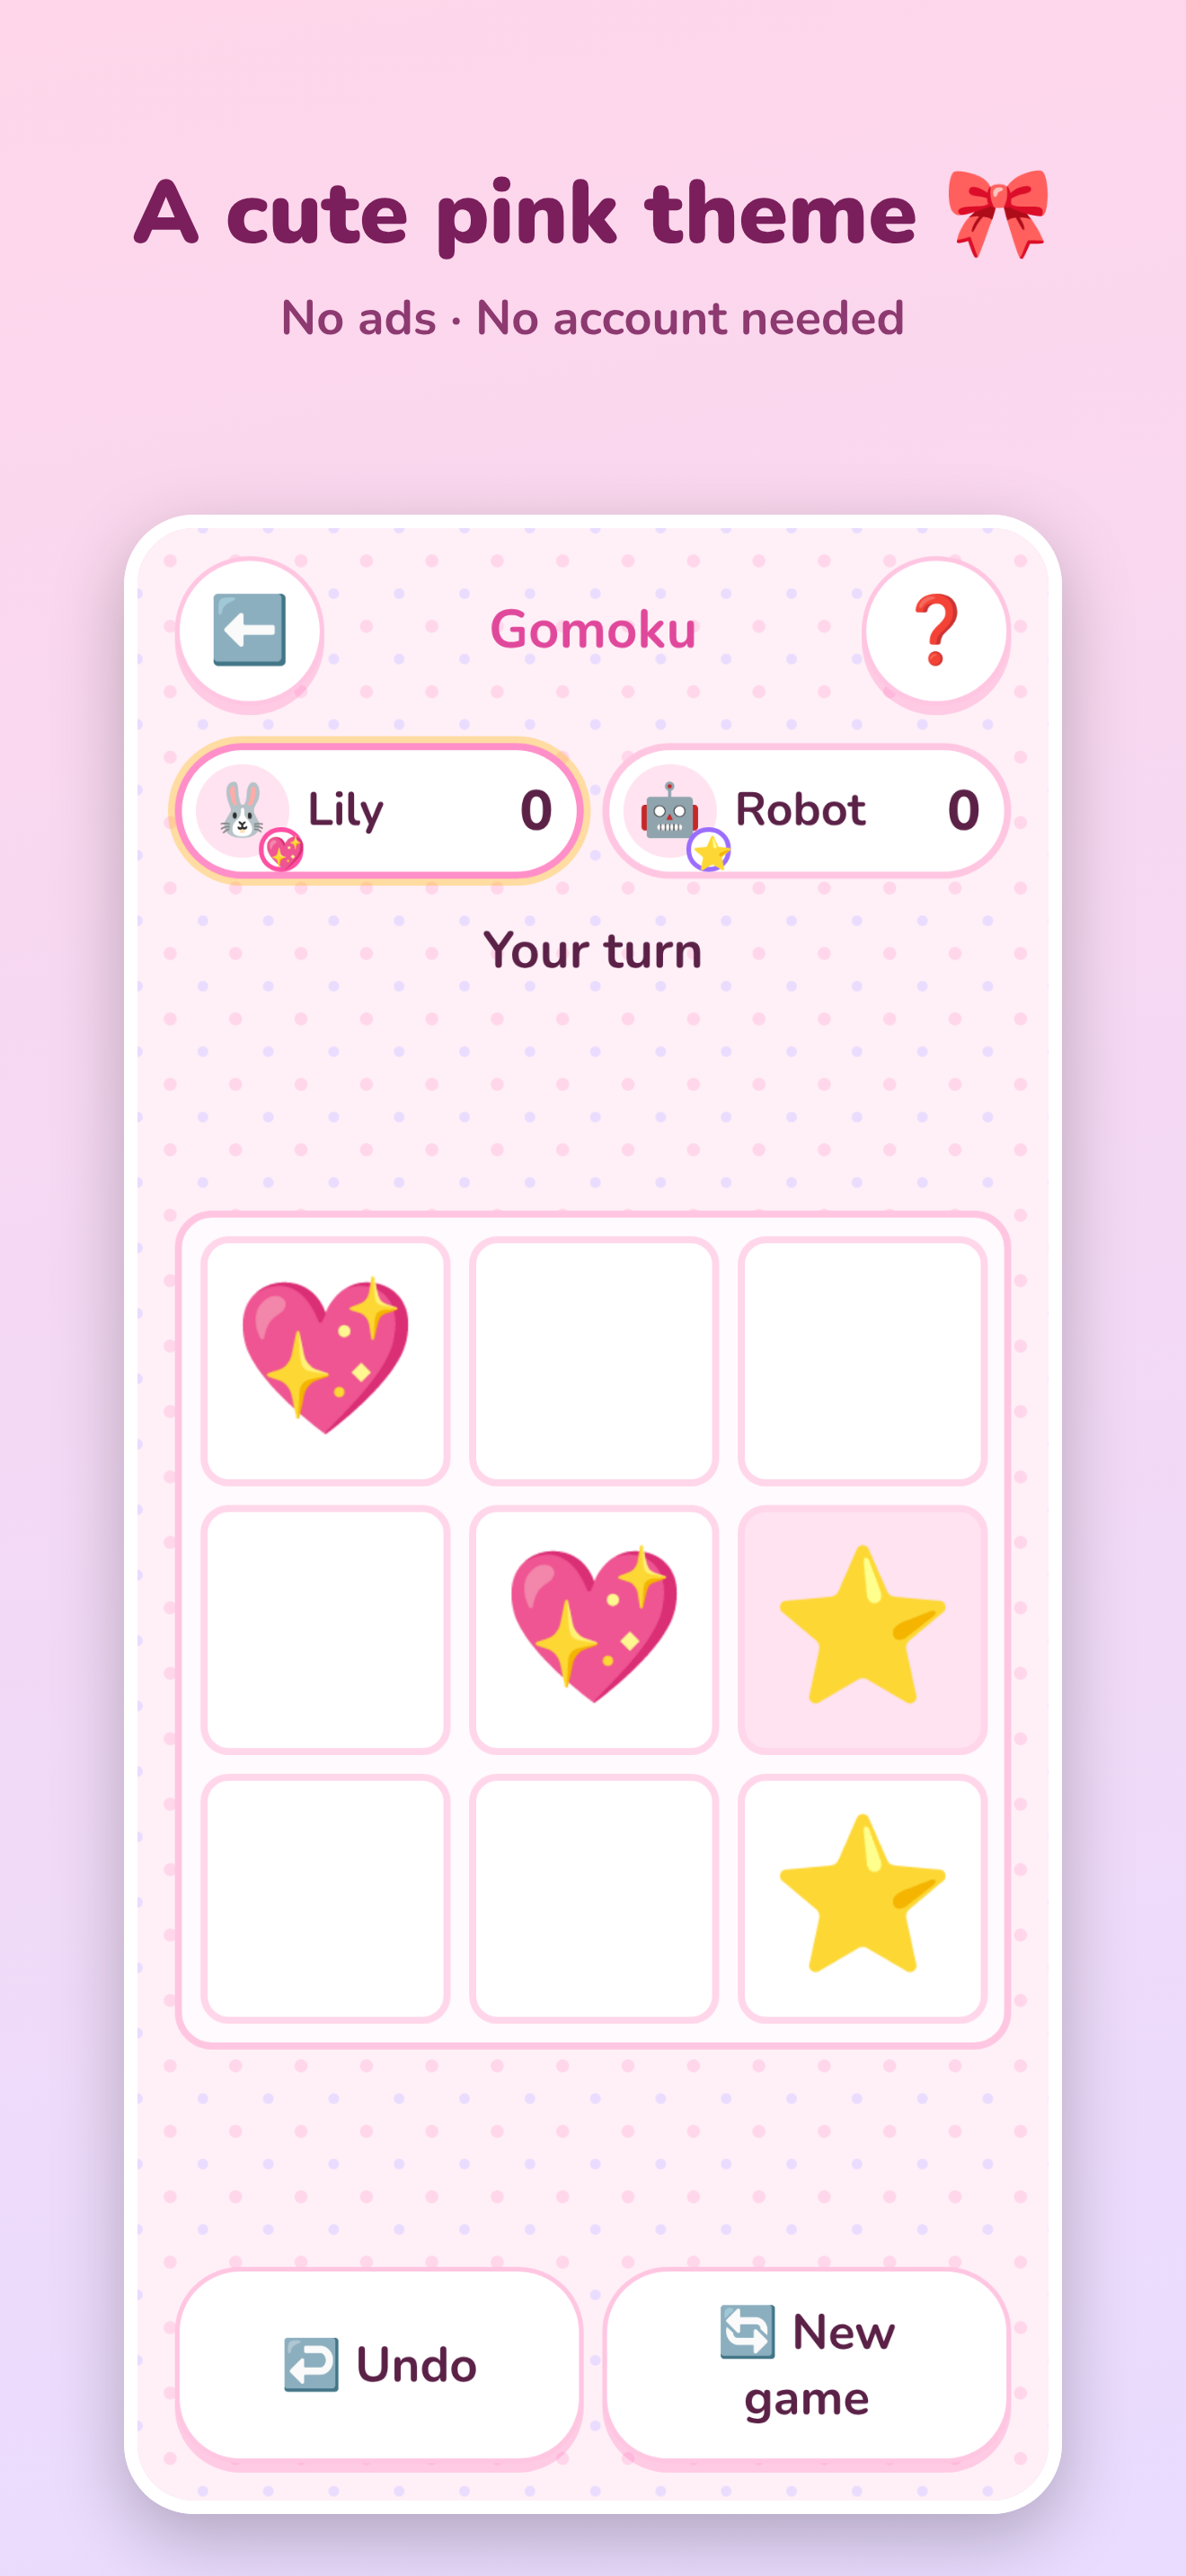 A cute pink theme 🎀
No ads · No account needed
Gomoku
Lily 0
Robot 0
Your turn
Undo
New
game